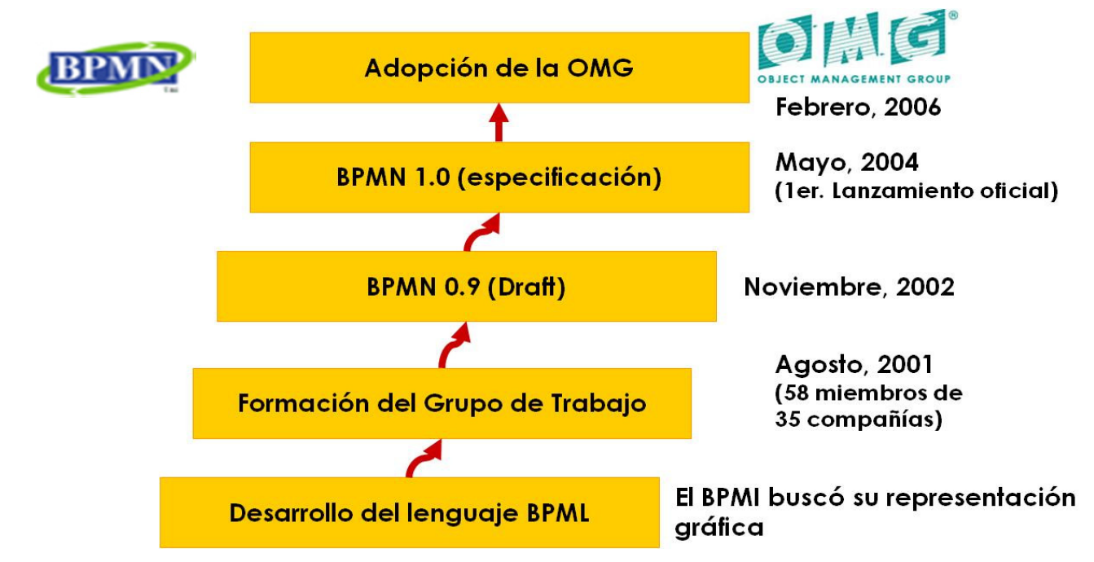 BPMN
OMG®
OBJECT MANAGEMENT GROUP
Adopción de la OMG
Febrero, 2006
BPMN 1.0 (especificación)
Mayo, 2004
(1er. Lanzamiento oficial)
BPMN 0.9 (Draft)
Noviembre, 2002
Formación del Grupo de Trabajo
Agosto, 2001
(58 miembros de
35 compañías)
Desarrollo del lenguaje BPML
El BPMI buscó su representación
gráfica